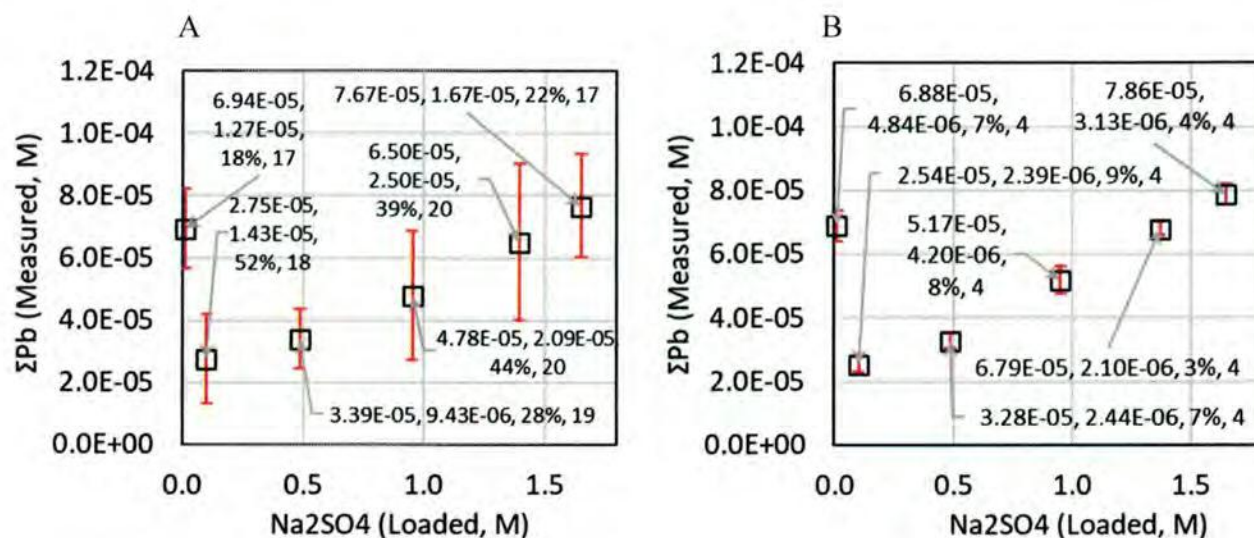 A
ΣPb (Measured, M)
1.2E-04
1.0E-04
8.0E-05
6.0E-05
4.0E-05
2.0E-05
0.0E+00
6.94E-05,
1.27E-05,
18%, 17
2.75E-05,
1.43E-05,
52%, 18
7.67E-05, 1.67E-05, 22%, 17
6.50E-05,
2.50E-05,
39%, 20
4.78E-05, 2.09E-05,
44%, 20
3.39E-05, 9.43E-06, 28%, 19
0.0 0.5 1.0 1.5
Na2SO4 (Loaded, M)
B
ΣPb (Measured, M)
1.2E-04
1.0E-04
8.0E-05
6.0E-05
4.0E-05
2.0E-05
0.0E+00
6.88E-05,
4.84E-06, 7%, 4
7.86E-05,
3.13E-06, 4%, 4
2.54E-05, 2.39E-06, 9%, 4
5.17E-05,
4.20E-06,
8%, 4
6.79E-05, 2.10E-06, 3%, 4
3.28E-05, 2.44E-06, 7%, 4
0.0 0.5 1.0 1.5
Na2SO4 (Loaded, M)